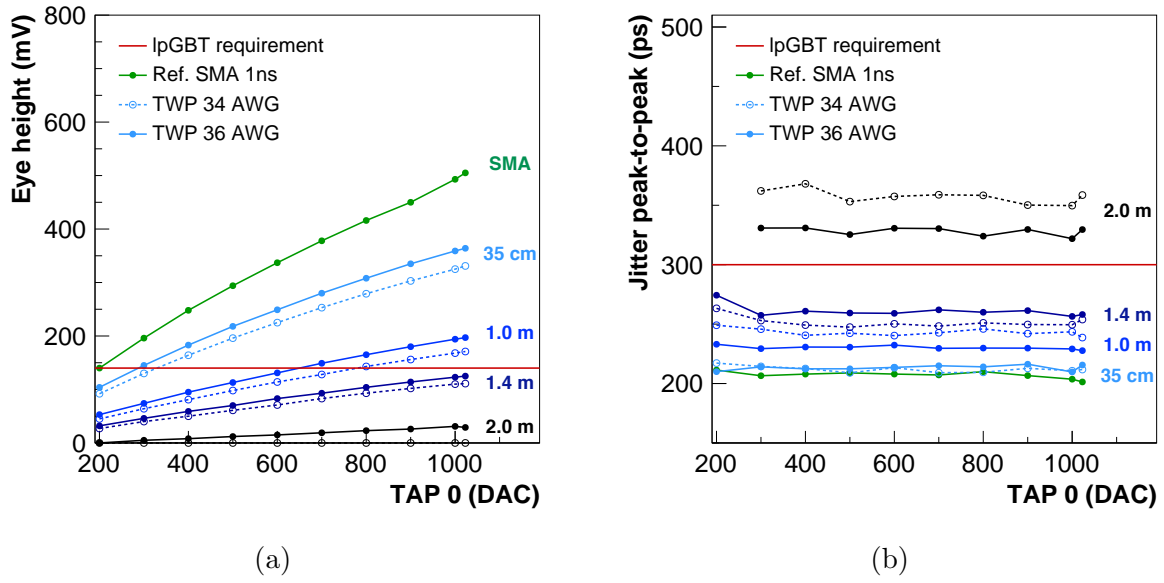 Eye height (mV)
800
600
400
200
0
lpGBT requirement
Ref. SMA 1ns
TWP 34 AWG
TWP 36 AWG
SMA
35 cm
1.0 m
1.4 m
2.0 m
200 400 600 800 1000
TAP 0 (DAC)
(a)
Jitter peak-to-peak (ps)
500
400
300
200
lpGBT requirement
Ref. SMA 1ns
TWP 34 AWG
TWP 36 AWG
2.0 m
1.4 m
1.0 m
35 cm
200 400 600 800 1000
TAP 0 (DAC)
(b)